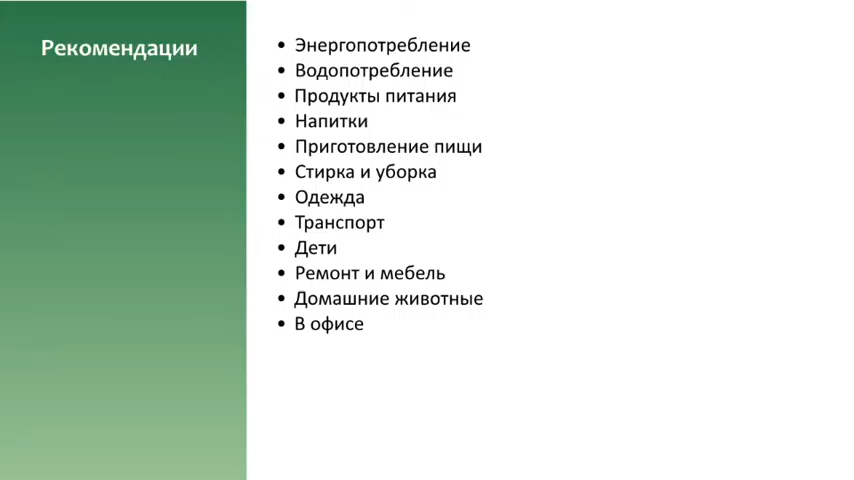 Рекомендации
• Энергопотребление
• Водопотребление
• Продукты питания
• Напитки
• Приготовление пищи
• Стирка и уборка
• Одежда
• Транспорт
• Дети
• Ремонт и мебель
• Домашние животные
• В офисе